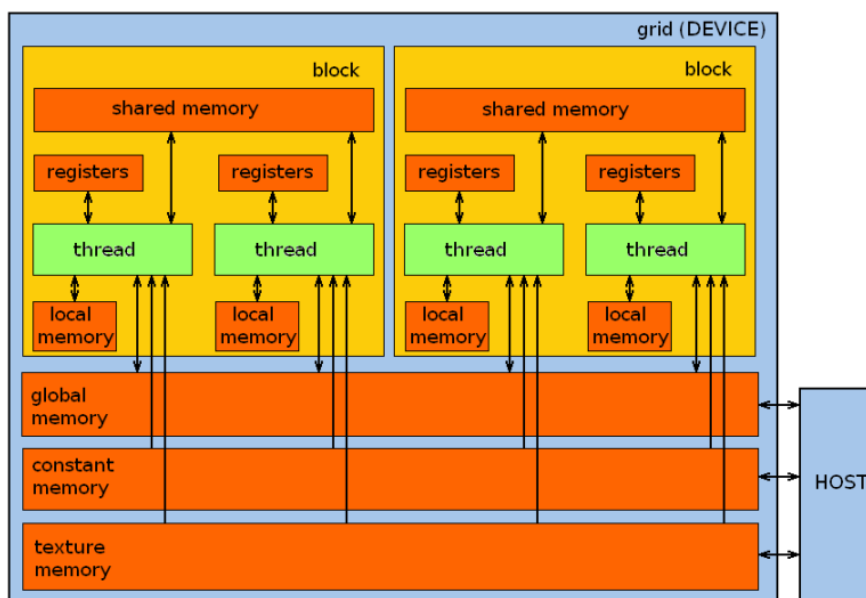 grid (DEVICE)
block
block
shared memory
shared memory
registers
registers
registers
registers
thread
thread
thread
thread
local
memory
local
memory
local
memory
local
memory
global
memory
constant
memory
HOST
texture
memory